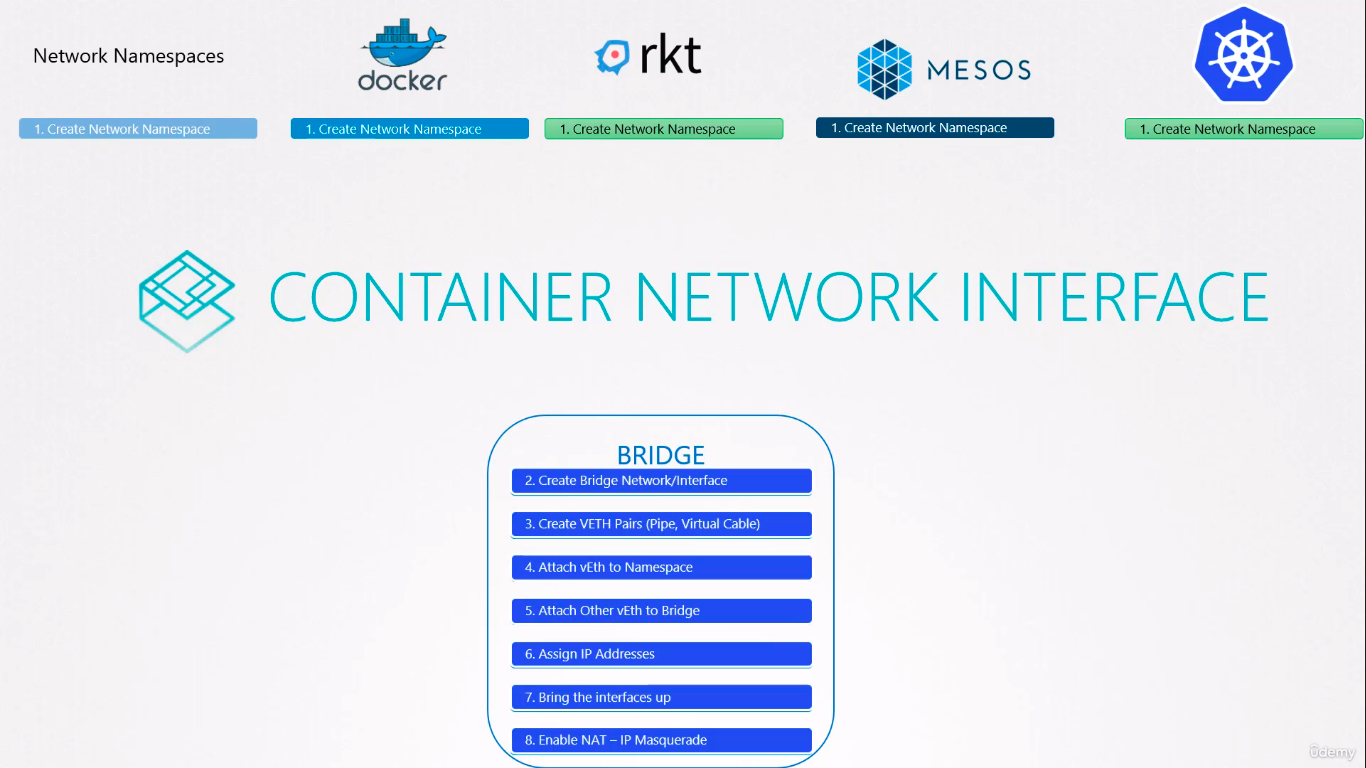 Network Namespaces
docker
rkt
MESOS
1. Create Network Namespace
1. Create Network Namespace
1. Create Network Namespace
1. Create Network Namespace
1. Create Network Namespace
CONTAINER NETWORK INTERFACE
BRIDGE
2. Create Bridge Network/Interface
3. Create VETH Pairs (Pipe, Virtual Cable)
4. Attach vEth to Namespace
5. Attach Other vEth to Bridge
6. Assign IP Addresses
7. Bring the interfaces up
8. Enable NAT – IP Masquerade
ûdemy